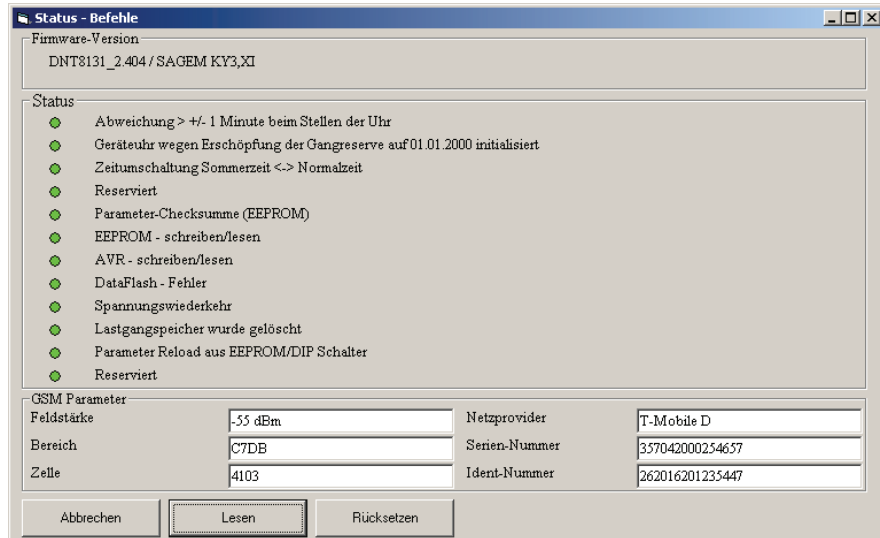 Status - Befehle
Firmware-Version
DNT8131_2.404 / SAGEM KY3,XI
Status
Abweichung > +/- 1 Minute beim Stellen der Uhr
Geräteuhr wegen Erschöpfung der Gangreserve auf 01.01.2000 initialisiert
Zeitumschaltung Sommerzeit <-> Normalzeit
Reserviert
Parameter-Checksumme (EEPROM)
EEPROM - schreiben/lesen
AVR - schreiben/lesen
DataFlash - Fehler
Spannungswiederkehr
Lastgangspeicher wurde gelöscht
Parameter Reload aus EEPROM/DIP Schalter
Reserviert
GSM Parameter
Feldstärke -55 dBm Netzprovider T-Mobile D
Bereich C7DB Serien-Nummer 357042000254657
Zelle 4103 Ident-Nummer 262016201235447
Abbrechen Lesen Rücksetzen